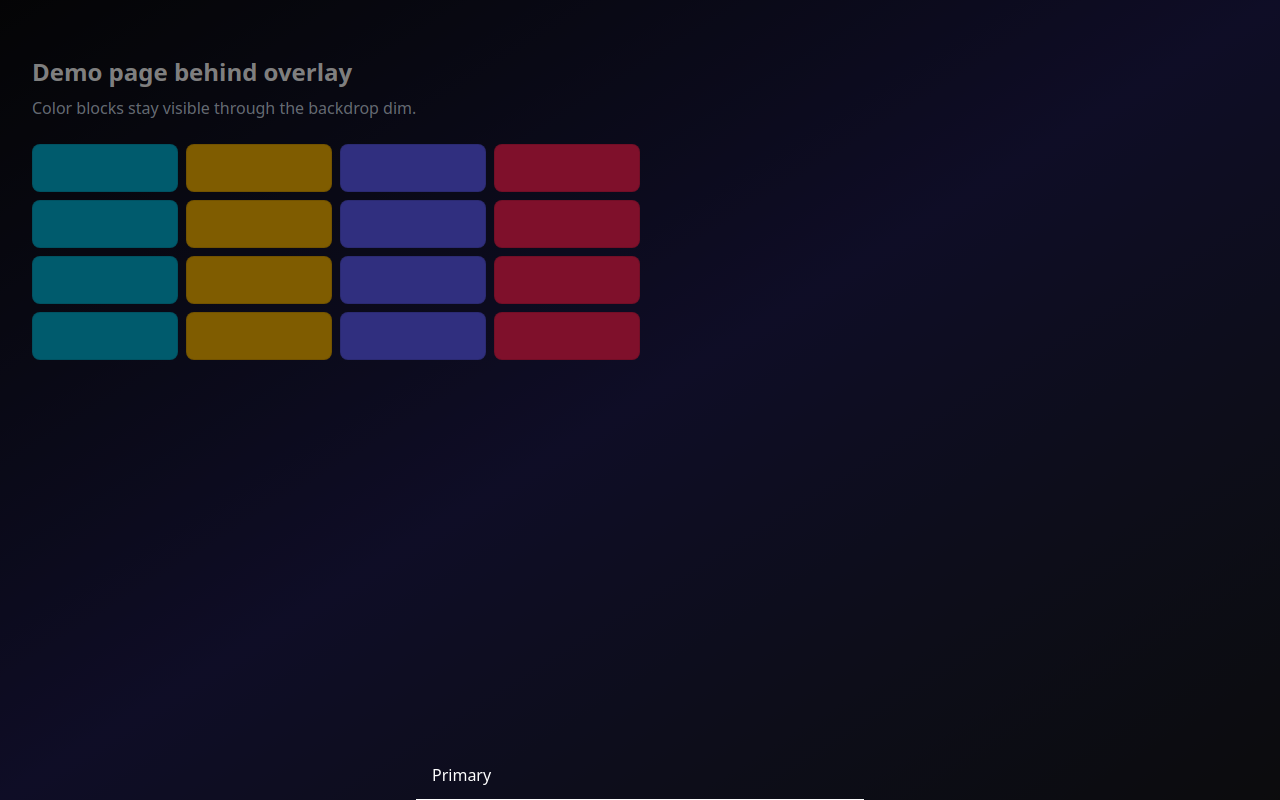 Demo page behind overlay
Color blocks stay visible through the backdrop dim.
Primary